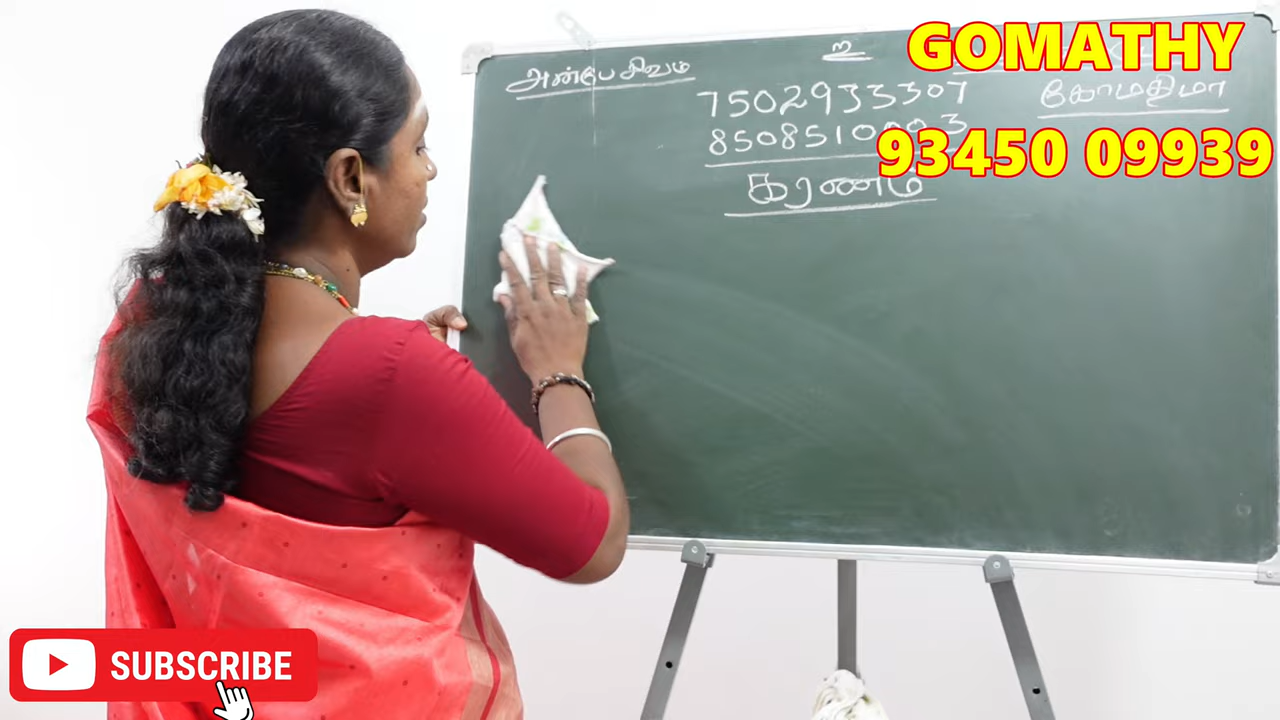 அன்பே சிவம்
உ
GOMATHY
7502933307
கோமதிமா
93450 09939
கரணம்
SUBSCRIBE